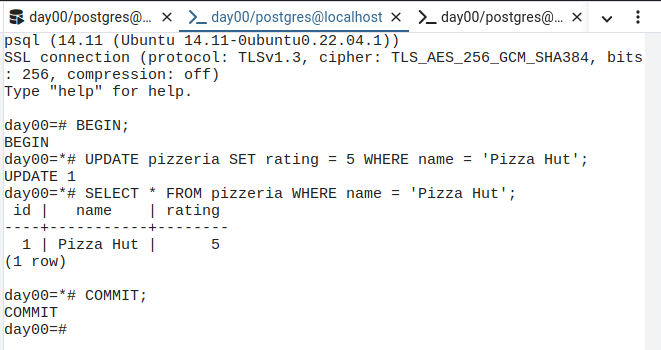 day00/postgres@... day00/postgres@localhost day00/postgres@...
psql (14.11 (Ubuntu 14.11-0ubuntu0.22.04.1))
SSL connection (protocol: TLSv1.3, cipher: TLS_AES_256_GCM_SHA384, bits
: 256, compression: off)
Type "help" for help.
day00=# BEGIN;
BEGIN
day00=*# UPDATE pizzeria SET rating = 5 WHERE name = 'Pizza Hut';
UPDATE 1
day00=*# SELECT * FROM pizzeria WHERE name = 'Pizza Hut';
 id |   name    | rating
----+-----------+--------
  1 | Pizza Hut |      5
(1 row)
day00=*# COMMIT;
COMMIT
day00=#